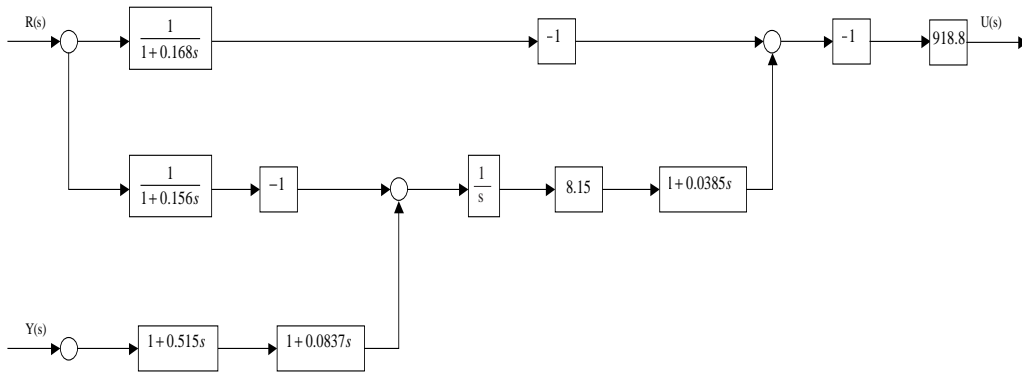 R(s)
1
1+0.168s
-1
-1
918.8
U(s)
1
1+0.156s
-1
1
s
8.15
1+0.0385s
Y(s)
1+0.515s
1+0.0837s